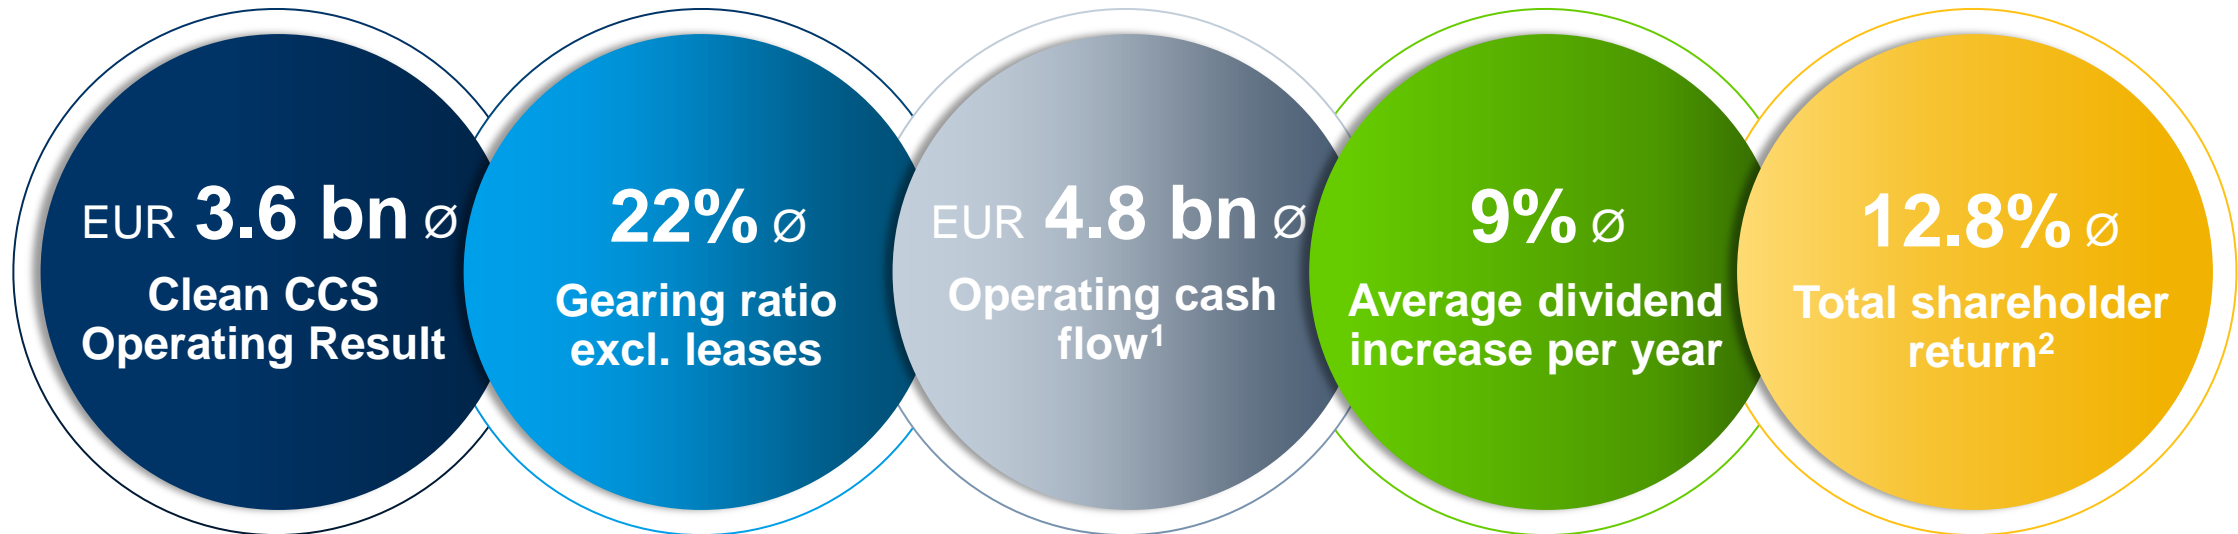 EUR 3.6 bn Ø
Clean CCS
Operating Result
22% Ø
Gearing ratio
excl. leases
EUR 4.8 bn Ø
Operating cash
flow¹
9% Ø
Average dividend
increase per year
12.8% Ø
Total shareholder
return²